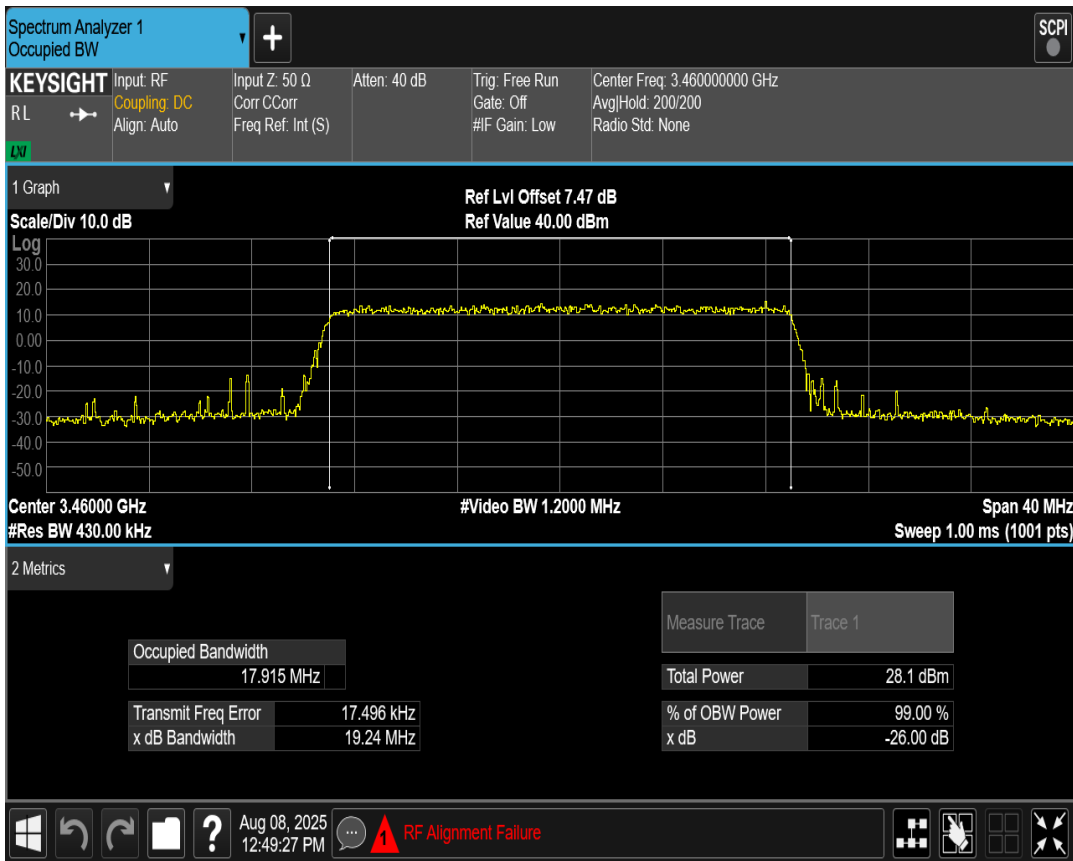 Spectrum Analyzer 1
Occupied BW
SCPI
KEYSIGHT
R L
LXI
Input: RF
Coupling: DC
Align: Auto
Input Z: 50 Ω
Corr CCorr
Freq Ref: Int (S)
Atten: 40 dB
Trig: Free Run
Gate: Off
#IF Gain: Low
Center Freq: 3.460000000 GHz
Avg|Hold: 200/200
Radio Std: None
1 Graph
Scale/Div 10.0 dB
Ref Lvl Offset 7.47 dB
Ref Value 40.00 dBm
Log
30.0
20.0
10.0
0.00
-10.0
-20.0
-30.0
-40.0
-50.0
Center 3.46000 GHz
#Video BW 1.2000 MHz
Span 40 MHz
#Res BW 430.00 kHz
Sweep 1.00 ms (1001 pts)
2 Metrics
Measure Trace Trace 1
Occupied Bandwidth
17.915 MHz
Total Power 28.1 dBm
Transmit Freq Error 17.496 kHz
% of OBW Power 99.00 %
x dB Bandwidth 19.24 MHz
x dB -26.00 dB
?
Aug 08, 2025
12:49:27 PM
1
RF Alignment Failure